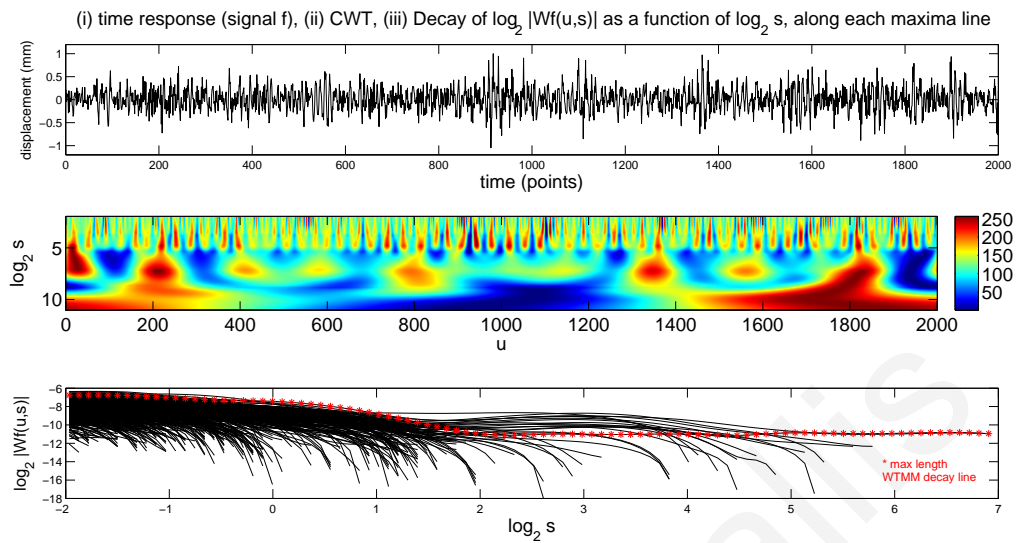 (i) time response (signal f), (ii) CWT, (iii) Decay of log2 |Wf(u,s)| as a function of log2 s, along each maxima line
displacement (mm)
1
0.5
0
−0.5
−1
0 200 400 600 800 1000 1200 1400 1600 1800 2000
time (points)
log2 s
5
10
0 200 400 600 800 1000 1200 1400 1600 1800 2000
u
250
200
150
100
50
log2 |Wf(u,s)|
−6
−8
−10
−12
−14
−16
−18
* max length
WTMM decay line
−2 −1 0 1 2 3 4 5 6 7
log2 s
alis